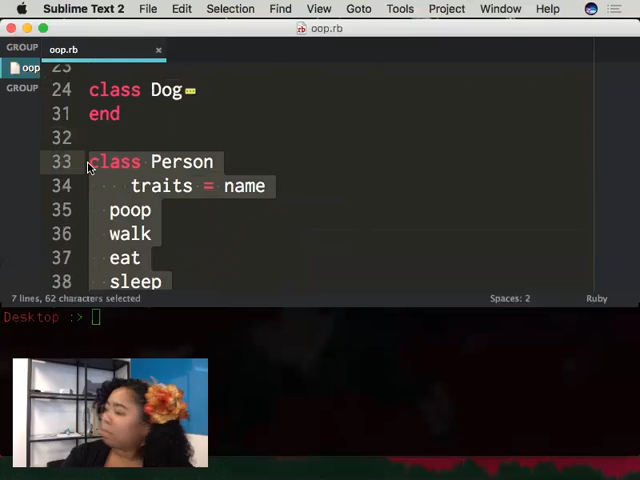 Sublime Text 2 File Edit Selection Find View Goto Tools Project Window Help
oop.rb
GROUP oop.rb
oop
GROUP
23
24 class Dog
31 end
32
33 class Person
34 traits = name
35 poop
36 walk
37 eat
38 sleep
7 lines, 62 characters selected Spaces: 2 Ruby
Desktop :>